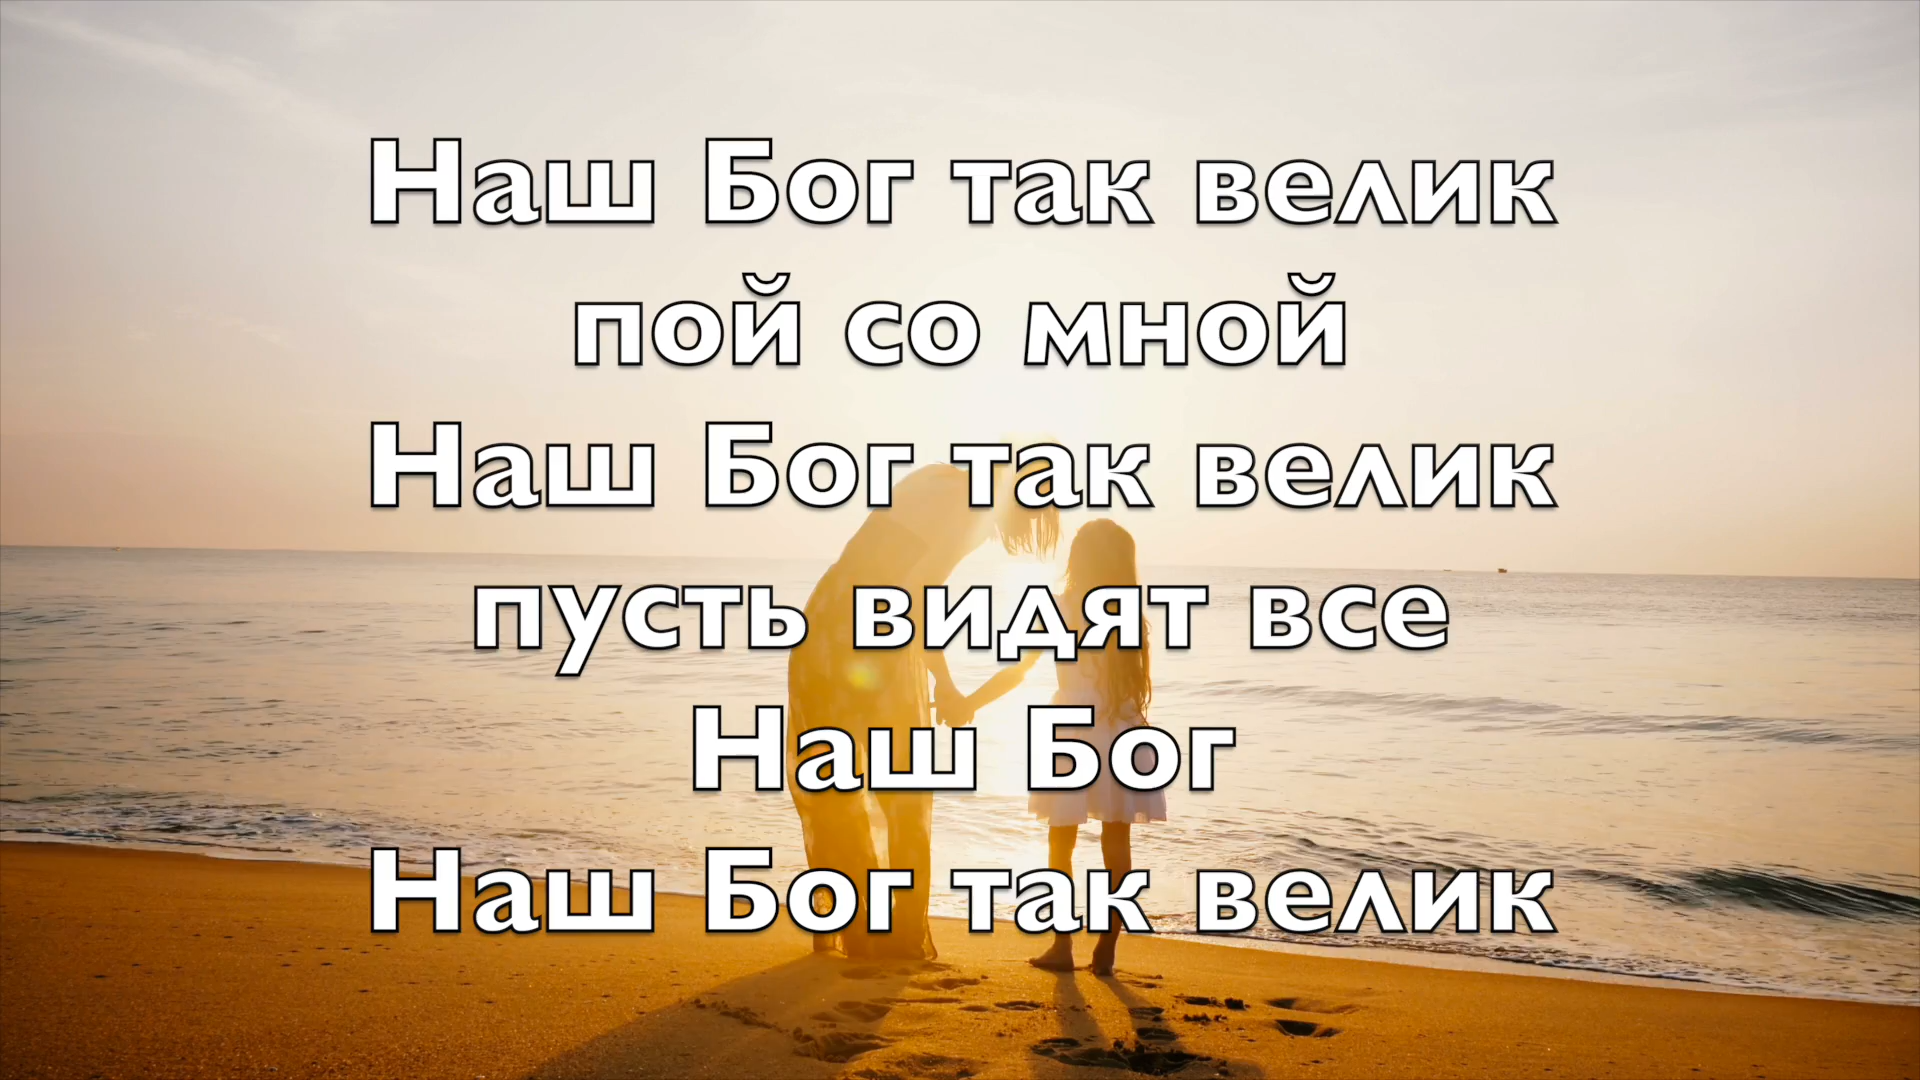 Наш Бог так велик
пой со мной
Наш Бог так велик
пусть видят все
Наш Бог
Наш Бог так велик